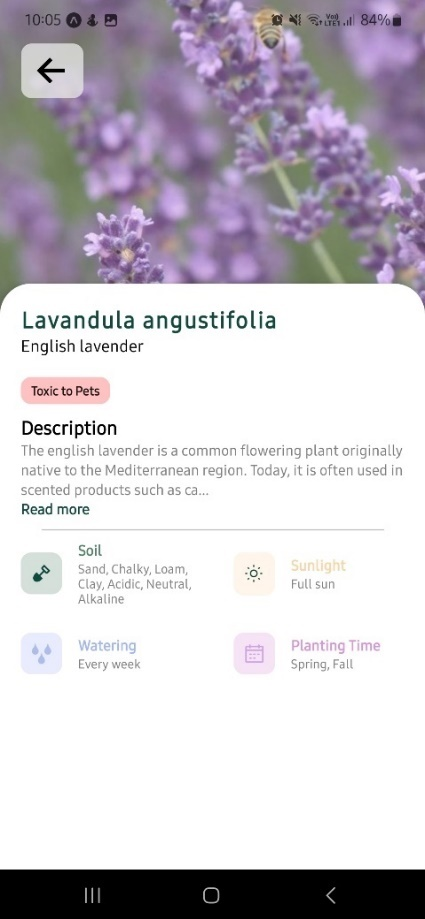 10:05
Vo)) LTE1 84%
Lavandula angustifolia
English lavender
Toxic to Pets
Description
The english lavender is a common flowering plant originally
native to the Mediterranean region. Today, it is often used in
scented products such as ca...
Read more
Soil
Sand, Chalky, Loam,
Clay, Acidic, Neutral,
Alkaline
Sunlight
Full sun
Watering
Every week
Planting Time
Spring, Fall